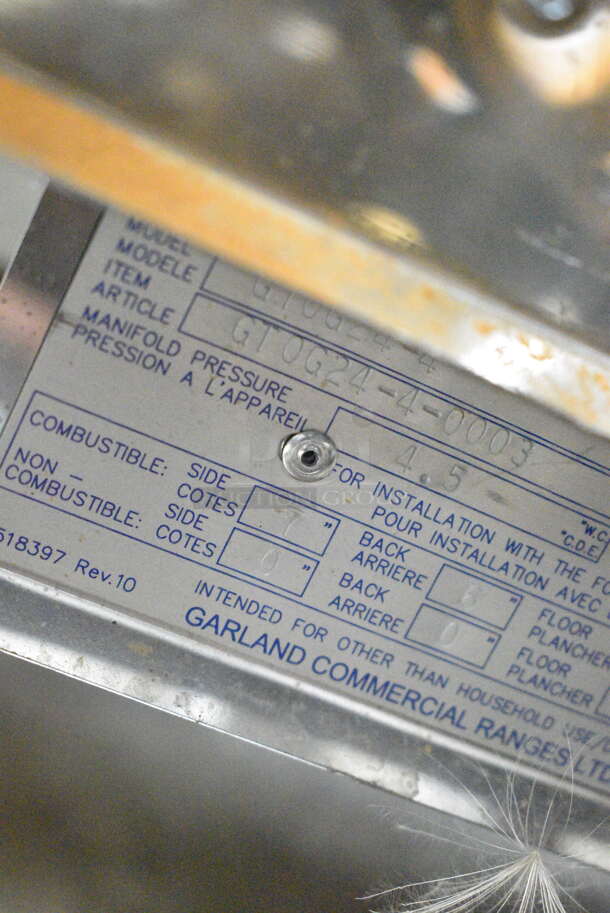 MODEL
MODELE GTOG24-4
ITEM
ARTICLE GTOG24-4-0003
MANIFOLD PRESSURE
PRESSION A L'APPAREIL 4.5 "W.C
"C.D.E
FOR INSTALLATION WITH THE
POUR INSTALLATION AVEC
COMBUSTIBLE: SIDE
COTES 7" BACK
ARRIERE " FLOOR
PLANCHER
NON -
COMBUSTIBLE: SIDE
COTES 0" BACK
ARRIERE 0" FLOOR
PLANCHER
518397 Rev.10
INTENDED FOR OTHER THAN HOUSEHOLD USE/
GARLAND COMMERCIAL RANGES LTD